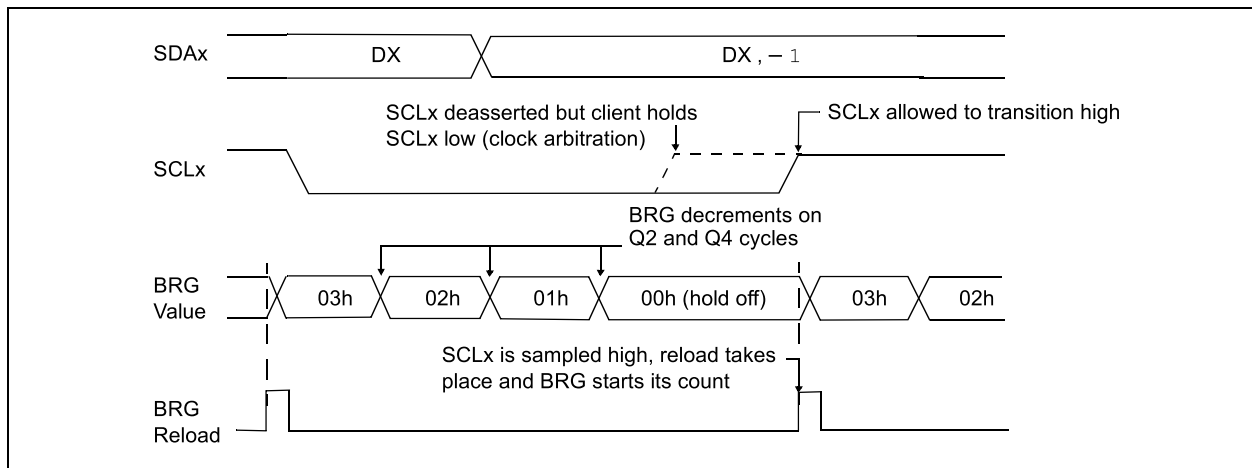 SDAx
DX
DX , – 1
SCLx deasserted but client holds
SCLx low (clock arbitration)
SCLx allowed to transition high
SCLx
BRG decrements on
Q2 and Q4 cycles
BRG
Value
03h
02h
01h
00h (hold off)
03h
02h
SCLx is sampled high, reload takes
place and BRG starts its count
BRG
Reload